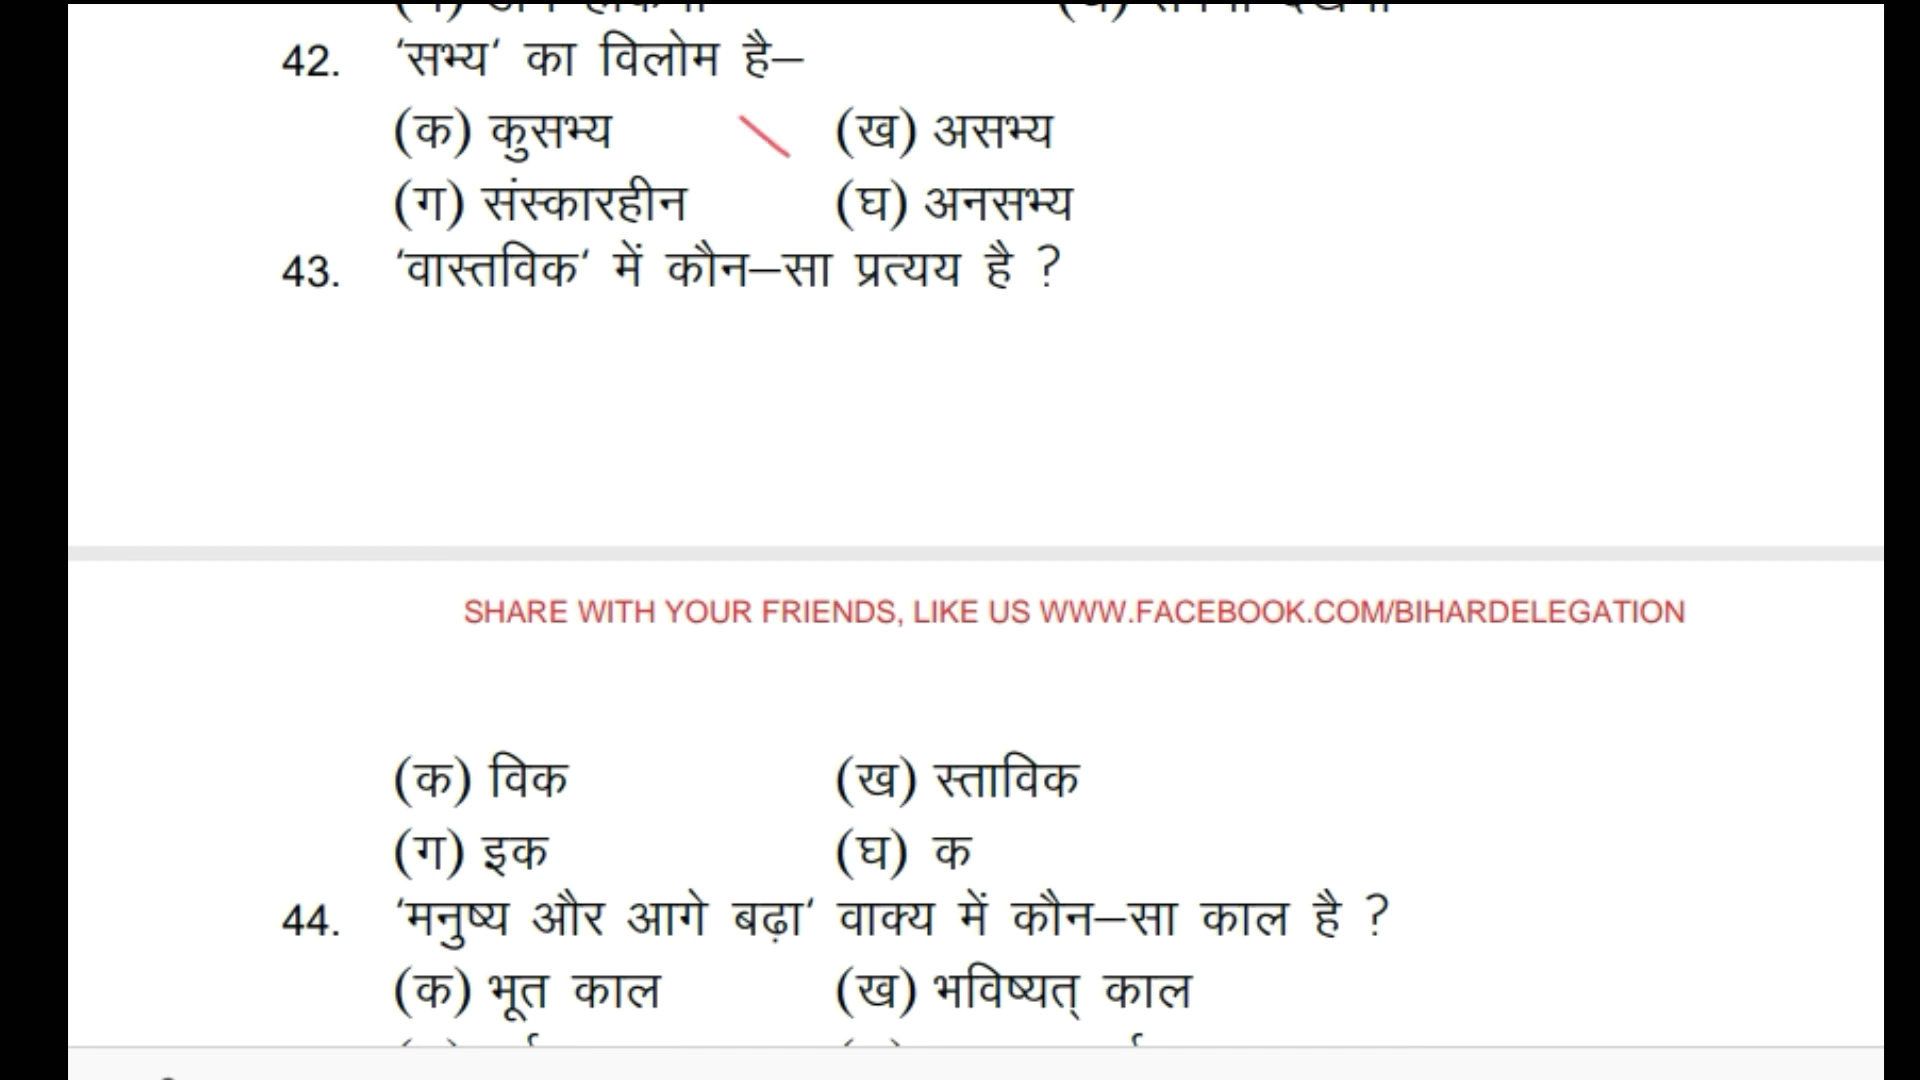 42. ‘सभ्य‘ का विलोम है–
(क) कुसभ्य (ख) असभ्य
(ग) संस्कारहीन (घ) अनसभ्य
43. ‘वास्तविक‘ में कौन–सा प्रत्यय है ?
SHARE WITH YOUR FRIENDS, LIKE US WWW.FACEBOOK.COM/BIHARDELEGATION
(क) विक (ख) स्ताविक
(ग) इक (घ) क
44. ‘मनुष्य और आगे बढ़ा‘ वाक्य में कौन–सा काल है ?
(क) भूत काल (ख) भविष्यत् काल